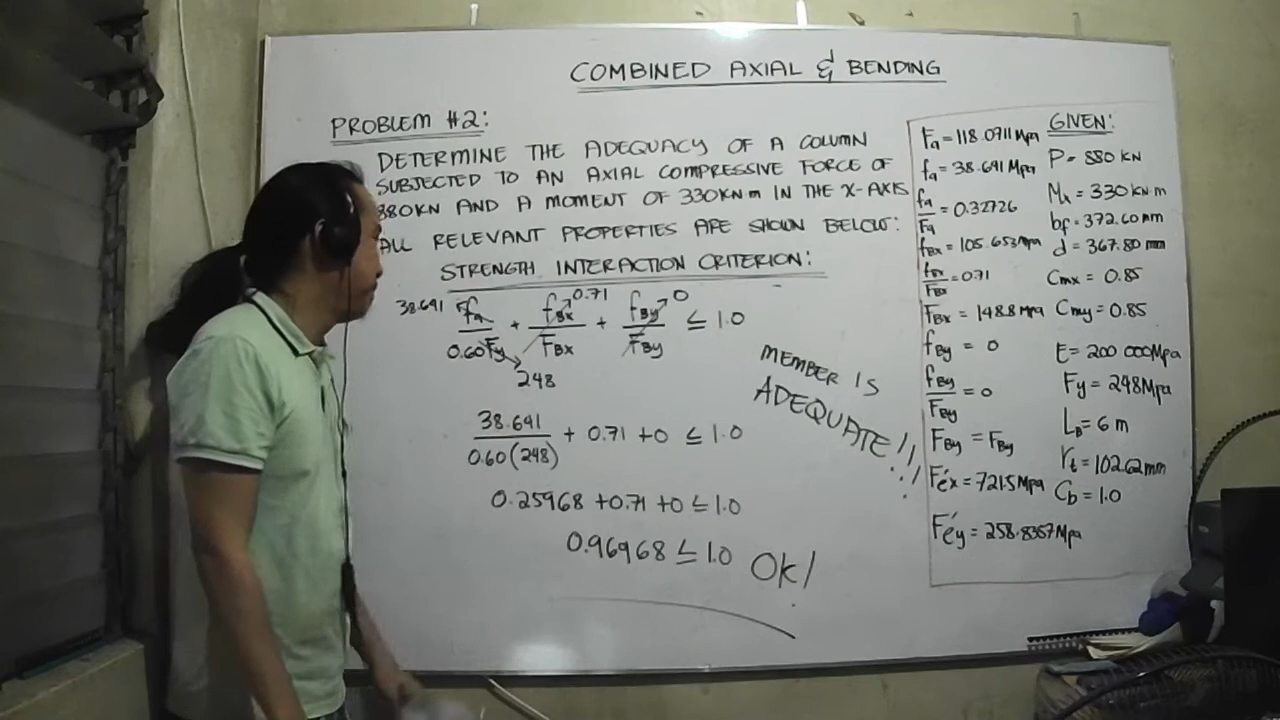 COMBINED AXIAL & BENDING
PROBLEM #2:
DETERMINE THE ADEQUACY OF A COLUMN
SUBJECTED TO AN AXIAL COMPRESSIVE FORCE OF
880KN AND A MOMENT OF 330KN m IN THE X-AXIS
ALL RELEVANT PROPERTIES ARE SHOWN BELOW:
STRENGTH INTERACTION CRITERION:
38.691 fa/0.60Fy + fBx/FBx + fBy/FBy ≤ 1.0
0.71
0
248
38.691/0.60(248) + 0.71 + 0 ≤ 1.0
0.25968 + 0.71 + 0 ≤ 1.0
0.96968 ≤ 1.0 Ok!
MEMBER IS
ADEQUATE!!!
Fa = 118.0711 Mpa
fa = 38.691 Mpa
fa/Fa = 0.32726
fBx = 105.653 Mpa
fBx/FBx = 0.71
FBx = 148.8 Mpa
fBy = 0
fBy/FBy = 0
FBy = FBy
F'ex = 721.5 Mpa
F'ey = 258.8357 Mpa
GIVEN:
P = 880 KN
Mx = 330 KN m
bf = 372.60 mm
d = 367.80 mm
Cmx = 0.85
Cmy = 0.85
E = 200 000 Mpa
Fy = 248 Mpa
LB = 6 m
rt = 102.62 mm
Cb = 1.0